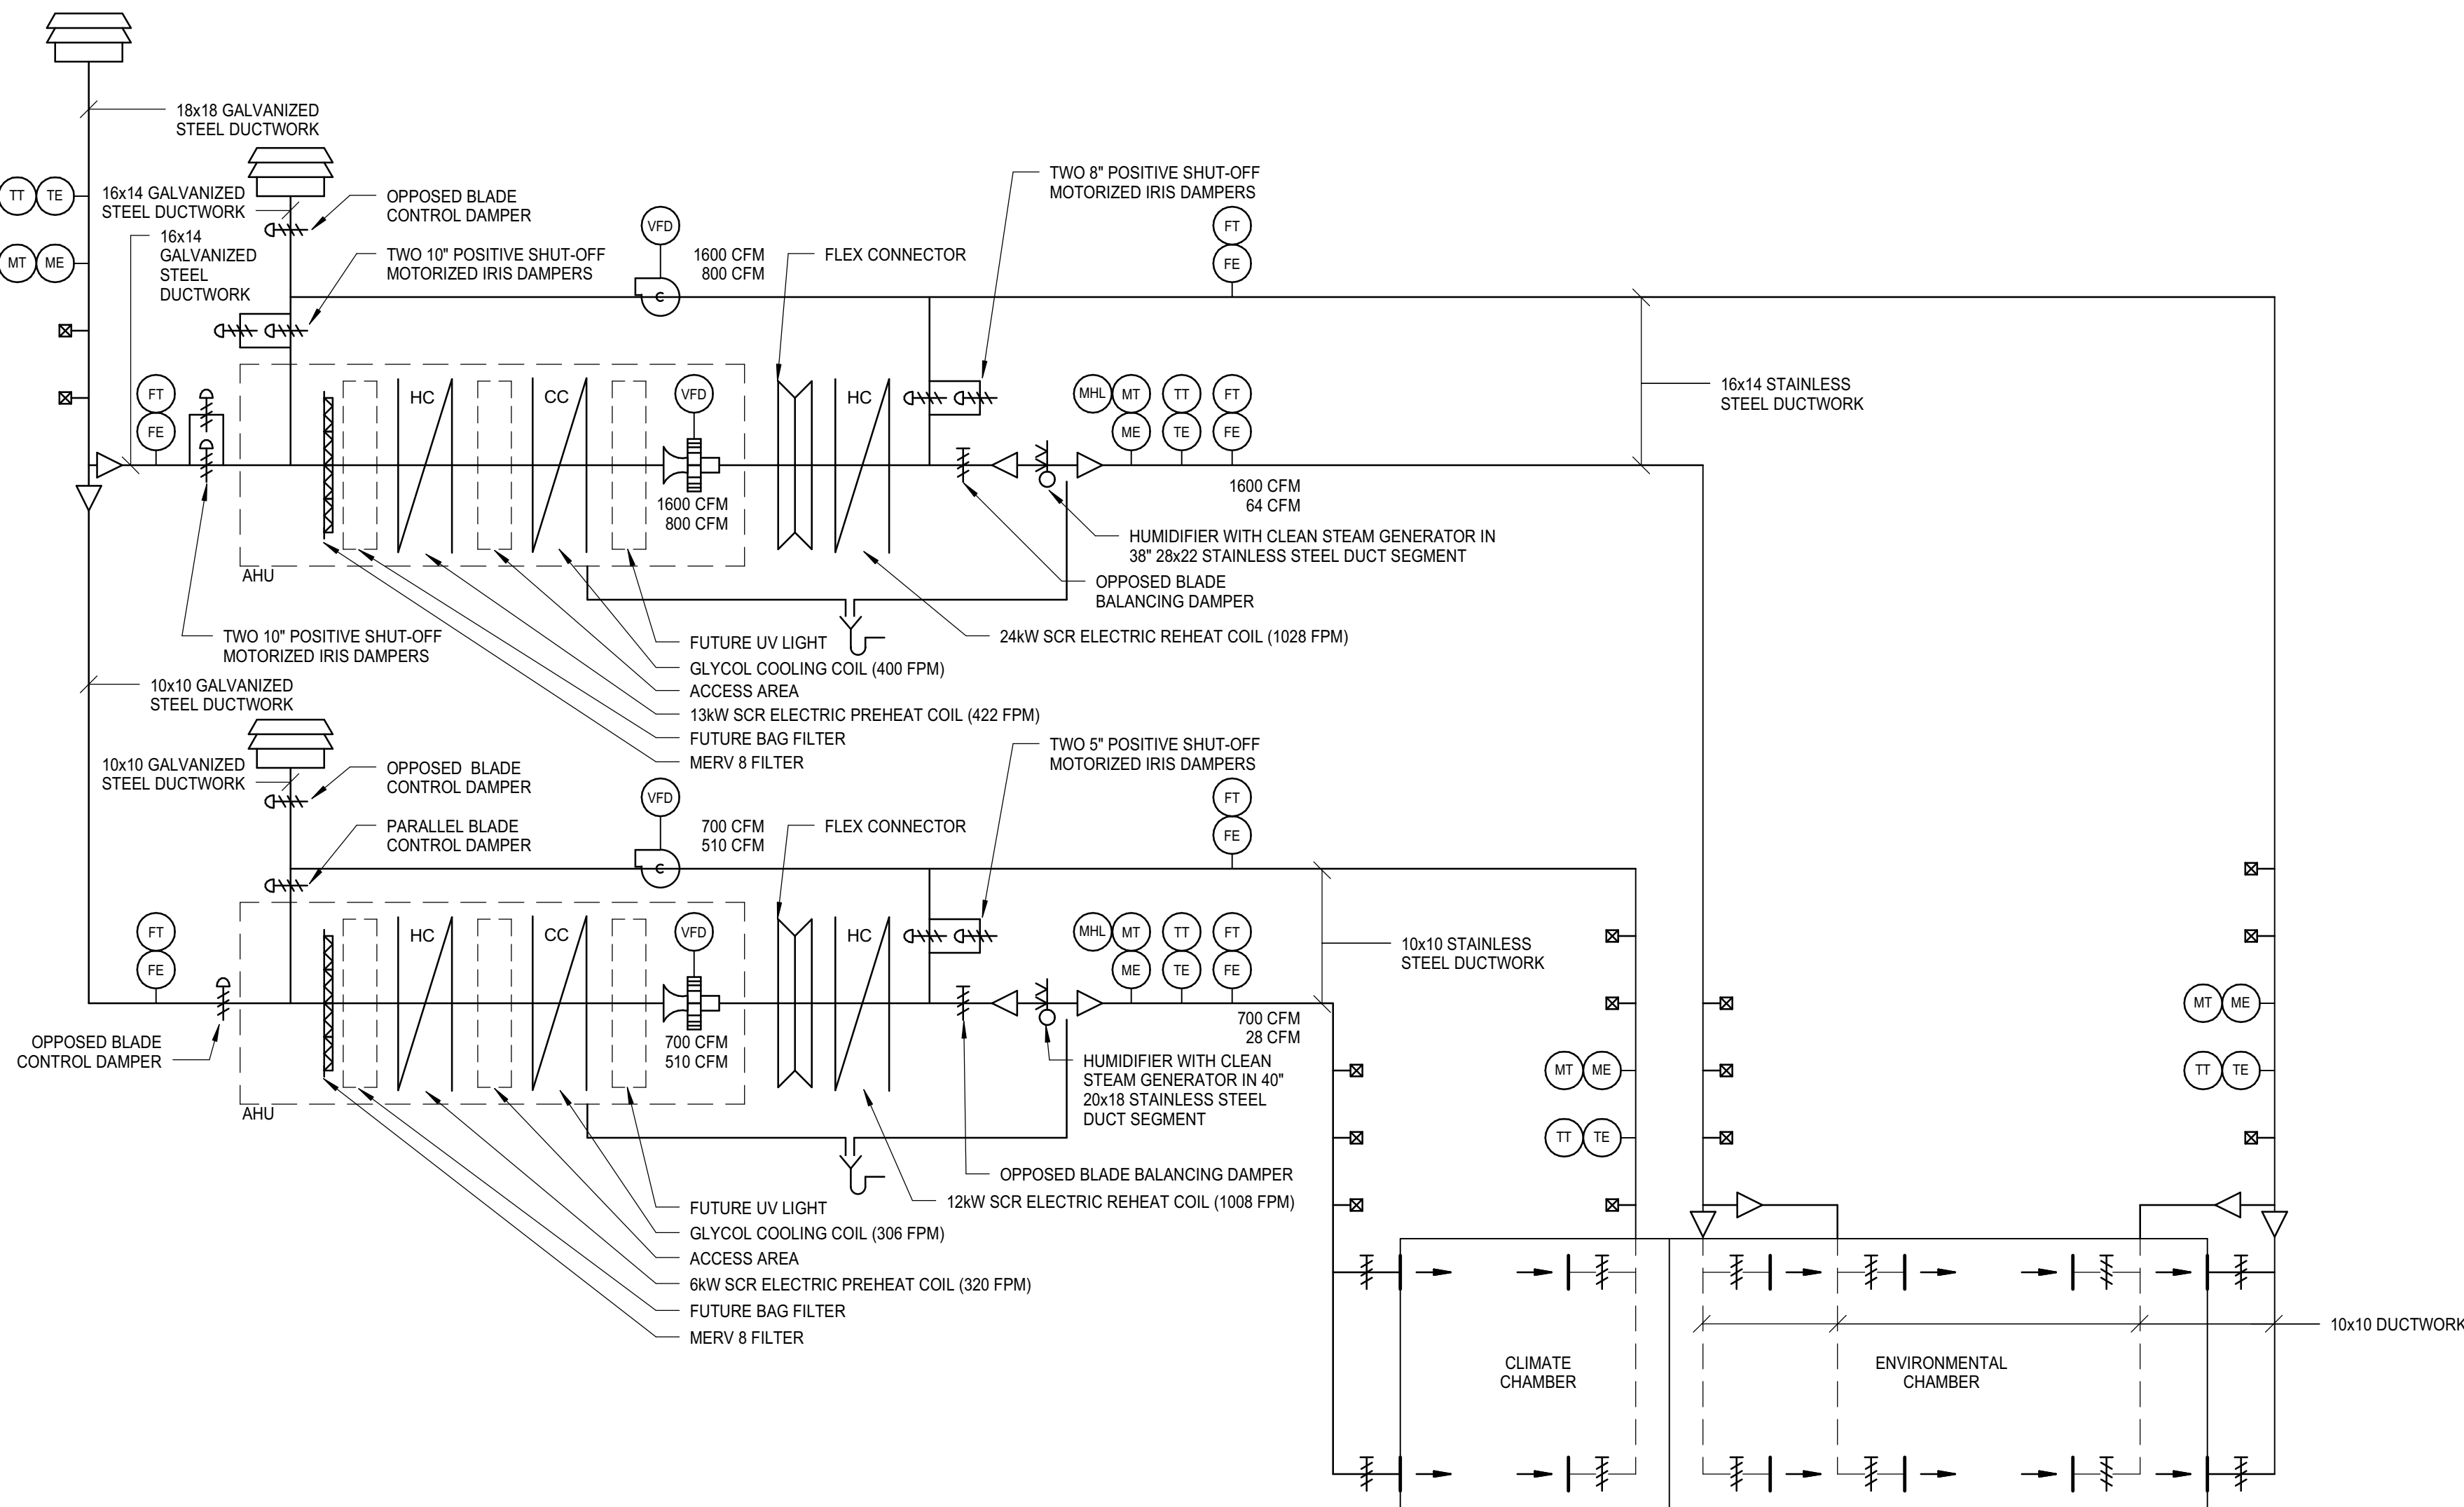 18x18 GALVANIZED
STEEL DUCTWORK
TT
TE
16x14 GALVANIZED
STEEL DUCTWORK
OPPOSED BLADE
CONTROL DAMPER
TWO 8" POSITIVE SHUT-OFF
MOTORIZED IRIS DAMPERS
MT
ME
16x14
GALVANIZED
STEEL
DUCTWORK
TWO 10" POSITIVE SHUT-OFF
MOTORIZED IRIS DAMPERS
VFD
C
1600 CFM
800 CFM
FLEX CONNECTOR
FT
FE
FT
FE
HC
CC
VFD
1600 CFM
800 CFM
HC
MHL
MT
ME
TT
TE
FT
FE
16x14 STAINLESS
STEEL DUCTWORK
1600 CFM
64 CFM
HUMIDIFIER WITH CLEAN STEAM GENERATOR IN
38" 28x22 STAINLESS STEEL DUCT SEGMENT
AHU
OPPOSED BLADE
BALANCING DAMPER
TWO 10" POSITIVE SHUT-OFF
MOTORIZED IRIS DAMPERS
24kW SCR ELECTRIC REHEAT COIL (1028 FPM)
FUTURE UV LIGHT
GLYCOL COOLING COIL (400 FPM)
ACCESS AREA
13kW SCR ELECTRIC PREHEAT COIL (422 FPM)
FUTURE BAG FILTER
MERV 8 FILTER
10x10 GALVANIZED
STEEL DUCTWORK
10x10 GALVANIZED
STEEL DUCTWORK
OPPOSED BLADE
CONTROL DAMPER
TWO 5" POSITIVE SHUT-OFF
MOTORIZED IRIS DAMPERS
PARALLEL BLADE
CONTROL DAMPER
VFD
C
700 CFM
510 CFM
FLEX CONNECTOR
FT
FE
FT
FE
HC
CC
VFD
700 CFM
510 CFM
HC
MHL
MT
ME
TT
TE
FT
FE
10x10 STAINLESS
STEEL DUCTWORK
700 CFM
28 CFM
OPPOSED BLADE
CONTROL DAMPER
HUMIDIFIER WITH CLEAN
STEAM GENERATOR IN 40"
20x18 STAINLESS STEEL
DUCT SEGMENT
AHU
OPPOSED BLADE BALANCING DAMPER
12kW SCR ELECTRIC REHEAT COIL (1008 FPM)
FUTURE UV LIGHT
GLYCOL COOLING COIL (306 FPM)
ACCESS AREA
6kW SCR ELECTRIC PREHEAT COIL (320 FPM)
FUTURE BAG FILTER
MERV 8 FILTER
MT
ME
TT
TE
MT
ME
TT
TE
10x10 DUCTWORK
CLIMATE
CHAMBER
ENVIRONMENTAL
CHAMBER